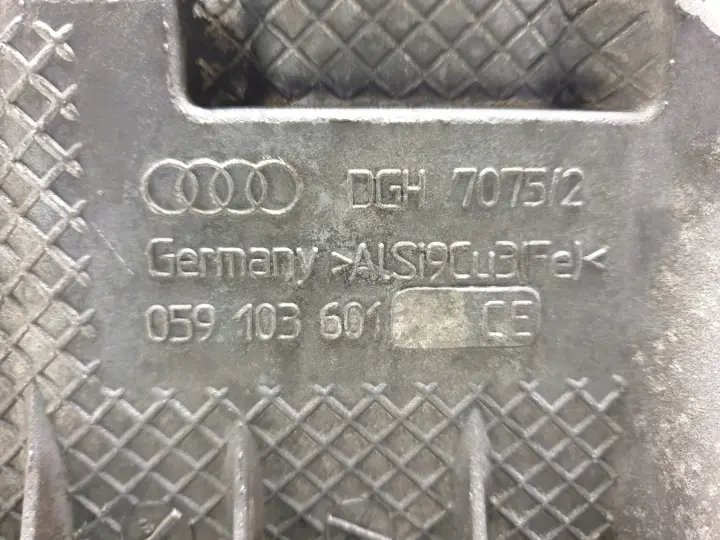 DGH 7075/2
Germany >AlSi9Cu3(Fe)<
059 103 601 CE